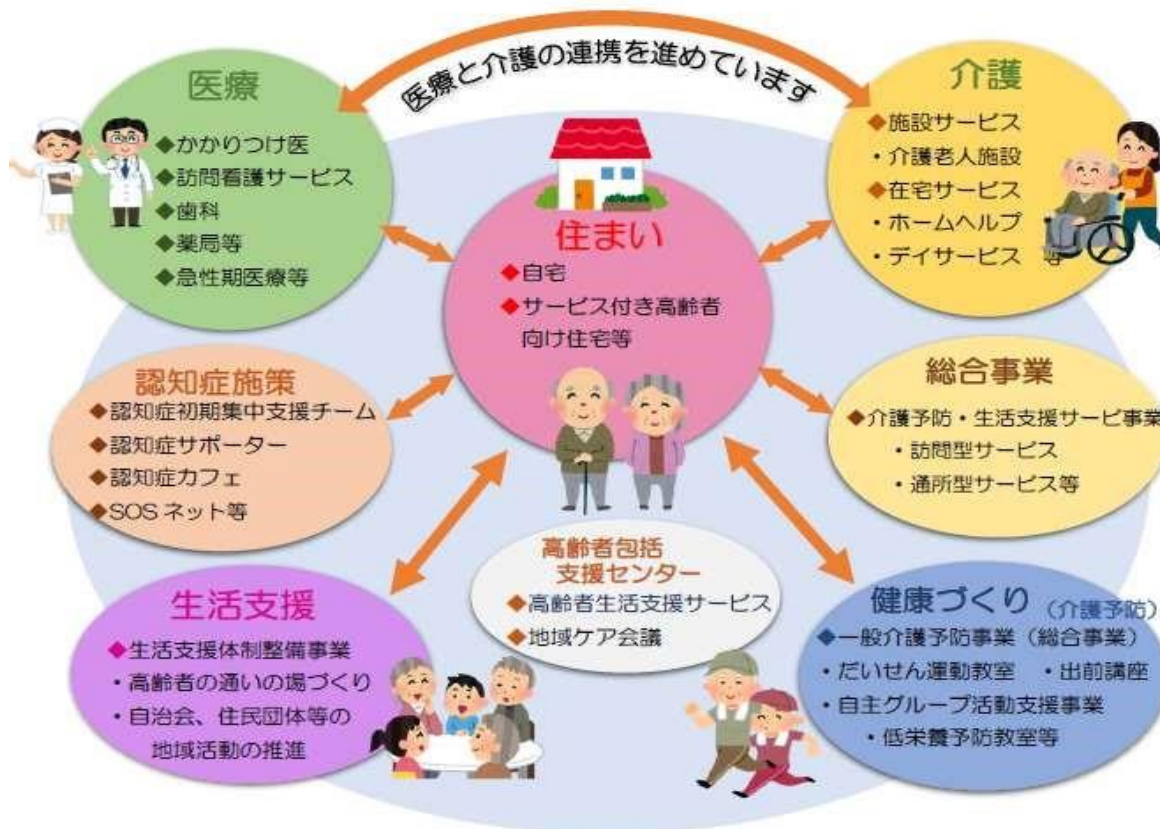 医療と介護の連携を進めています
医療
◆かかりつけ医
◆訪問看護サービス
◆歯科
◆薬局等
◆急性期医療等
介護
◆施設サービス
・介護老人施設
◆在宅サービス
・ホームヘルプ
・デイサービス 等
住まい
◆自宅
◆サービス付き高齢者
向け住宅等
認知症施策
◆認知症初期集中支援チーム
◆認知症サポーター
◆認知症カフェ
◆SOSネット等
総合事業
◆介護予防・生活支援サービ事業
・訪問型サービス
・通所型サービス等
高齢者包括
支援センター
◆高齢者生活支援サービス
◆地域ケア会議
生活支援
◆生活支援体制整備事業
・高齢者の通いの場づくり
・自治会、住民団体等の
地域活動の推進
健康づくり（介護予防）
◆一般介護予防事業（総合事業）
・だいせん運動教室 ・出前講座
・自主グループ活動支援事業
・低栄養予防教室等